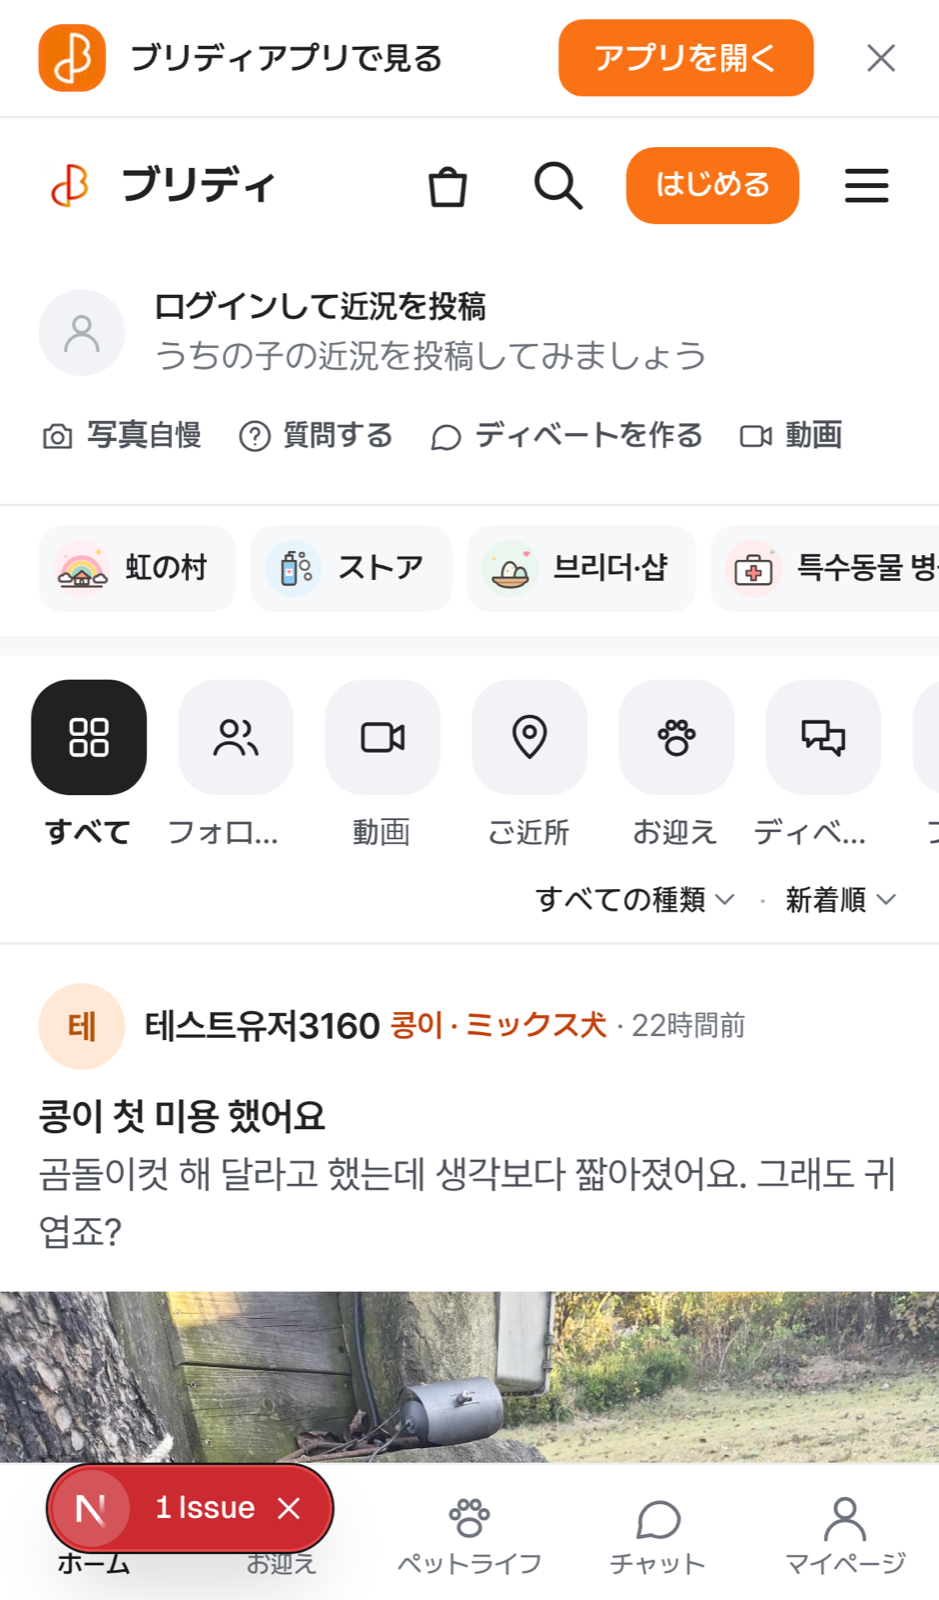 ブリディアプリで見る
アプリを開く
ブリディ
はじめる
ログインして近況を投稿
うちの子の近況を投稿してみましょう
写真自慢 質問する ディベートを作る 動画
虹の村 ストア 브리더·샵 특수동물
すべて フォロ... 動画 ご近所 お迎え ディベ...
すべての種類 · 新着順
테 테스트유저3160 콩이 · ミックス犬 · 22時間前
콩이 첫 미용 했어요
곰돌이컷 해 달라고 했는데 생각보다 짧아졌어요. 그래도 귀
엽죠?
N 1 Issue
ホーム お迎え ペットライフ チャット マイページ